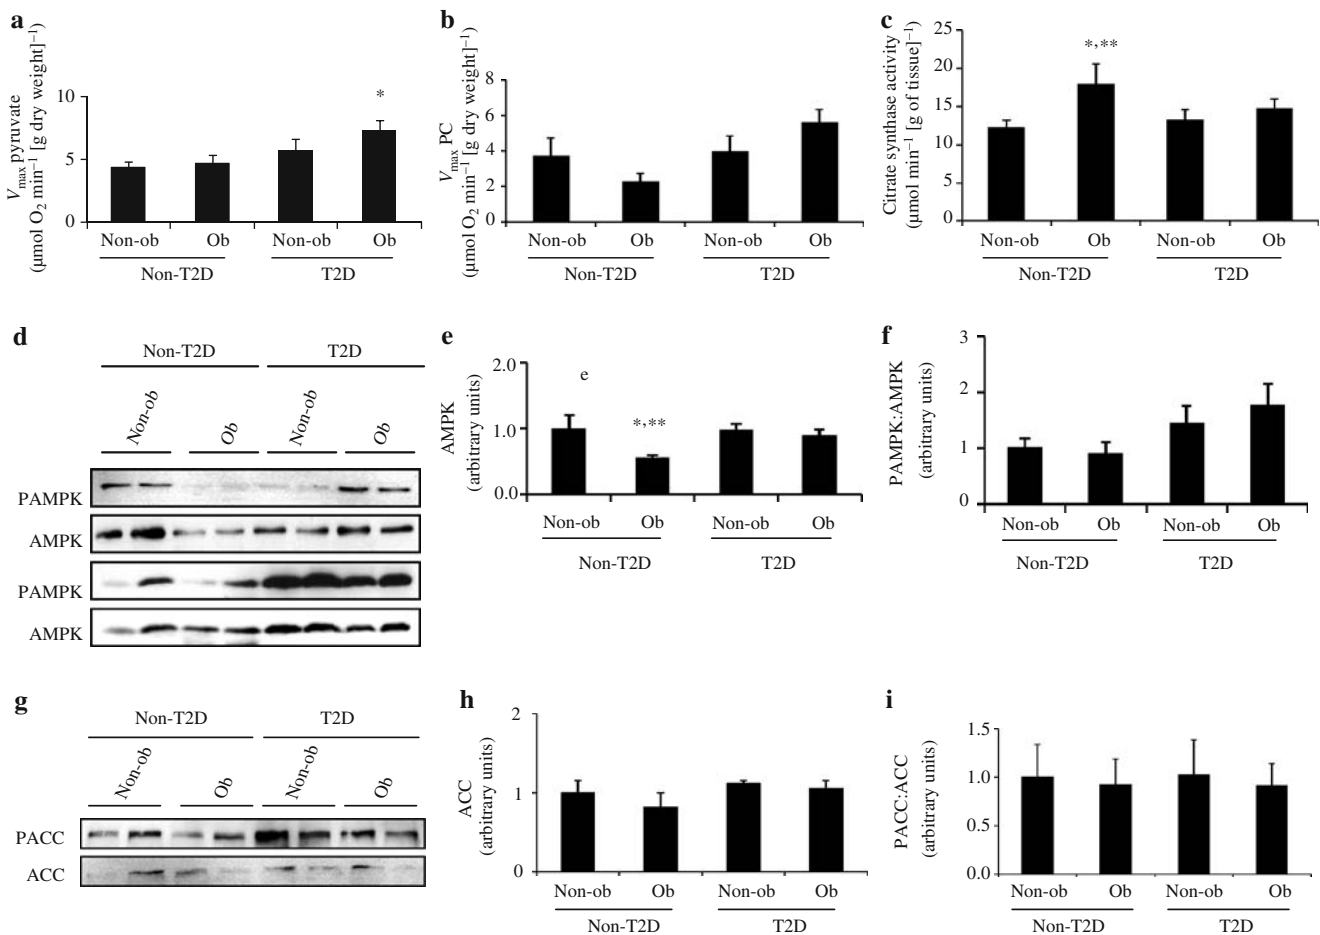 a
V max pyruvate
(µmol O₂ min⁻¹ [g dry weight]⁻¹)
10
5
0
*
Non-ob Ob Non-ob Ob
Non-T2D T2D
b
V max PC
(µmol O₂ min⁻¹ [g dry weight]⁻¹)
8
6
4
2
0
Non-ob Ob Non-ob Ob
Non-T2D T2D
c
Citrate synthase activity
(µmol min⁻¹ [g of tissue]⁻¹)
30
25
20
15
10
5
0
*,**
Non-ob Ob Non-ob Ob
Non-T2D T2D
d
Non-T2D T2D
Non-ob Ob Non-ob Ob
PAMPK
AMPK
PAMPK
AMPK
e
AMPK
(arbitrary units)
2.0
1.0
0.0
e
*,**
Non-ob Ob Non-ob Ob
Non-T2D T2D
f
PAMPK:AMPK
(arbitrary units)
3
2
1
0
Non-ob Ob Non-ob Ob
Non-T2D T2D
g
Non-T2D T2D
Non-ob Ob Non-ob Ob
PACC
ACC
h
ACC
(arbitrary units)
2
1
0
Non-ob Ob Non-ob Ob
Non-T2D T2D
i
PACC:ACC
(arbitrary units)
1.5
1.0
0.5
0
Non-ob Ob Non-ob Ob
Non-T2D T2D